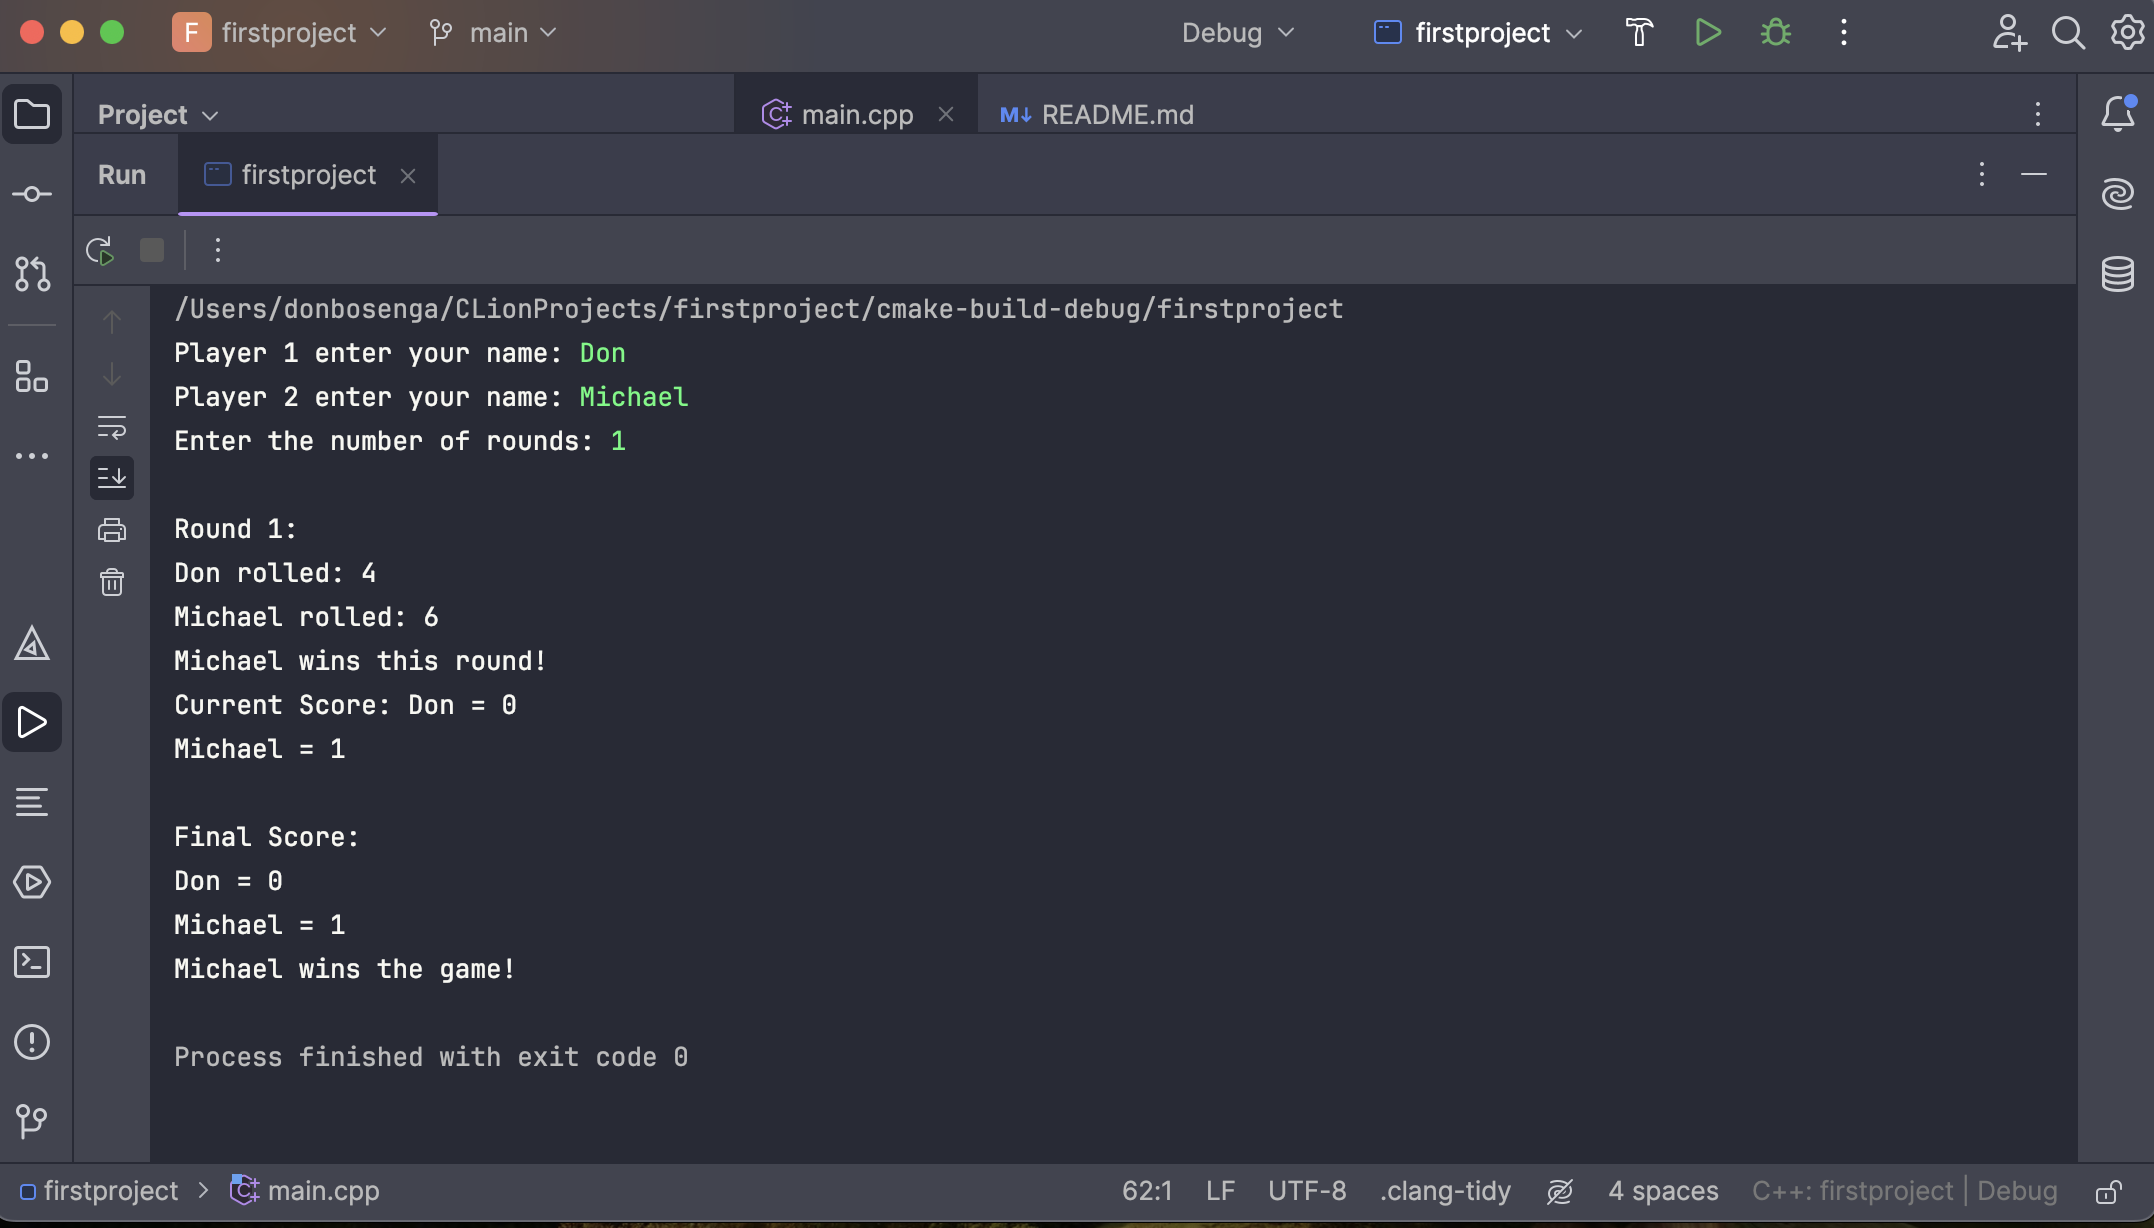 F firstproject main Debug firstproject
Project main.cpp M↓ README.md
Run firstproject
/Users/donbosenga/CLionProjects/firstproject/cmake-build-debug/firstproject
Player 1 enter your name: Don
Player 2 enter your name: Michael
Enter the number of rounds: 1
Round 1:
Don rolled: 4
Michael rolled: 6
Michael wins this round!
Current Score: Don = 0
Michael = 1
Final Score:
Don = 0
Michael = 1
Michael wins the game!
Process finished with exit code 0
firstproject > main.cpp 62:1 LF UTF-8 .clang-tidy 4 spaces C++: firstproject | Debug